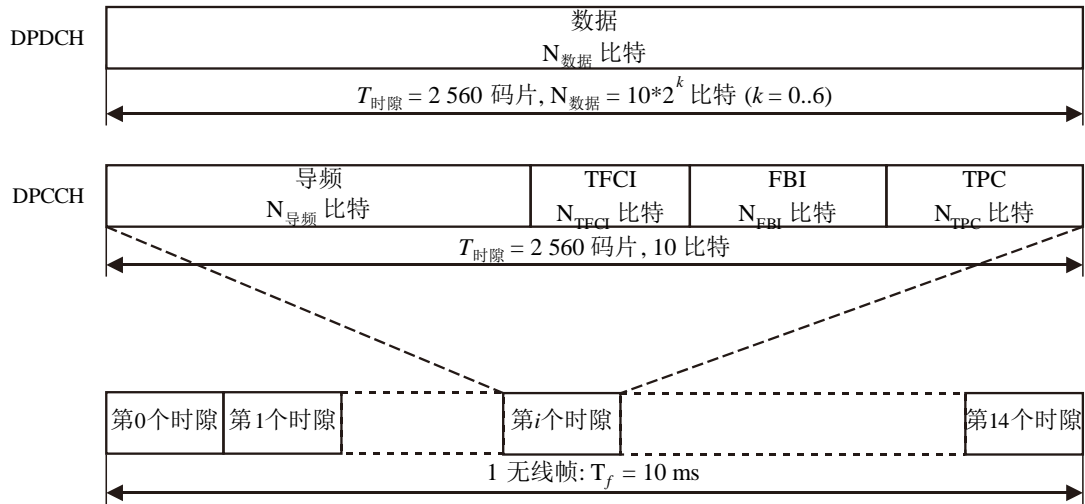 DPDCH
数据
N数据 比特
T时隙 = 2 560 码片, N数据 = 10*2^k 比特 (k = 0..6)
DPCCH
导频 TFCI FBI TPC
N导频 比特 NTFCI 比特 NFBI 比特 NTPC 比特
T时隙 = 2 560 码片, 10 比特
第0个时隙 第1个时隙 第i个时隙 第14个时隙
1 无线帧: Tf = 10 ms